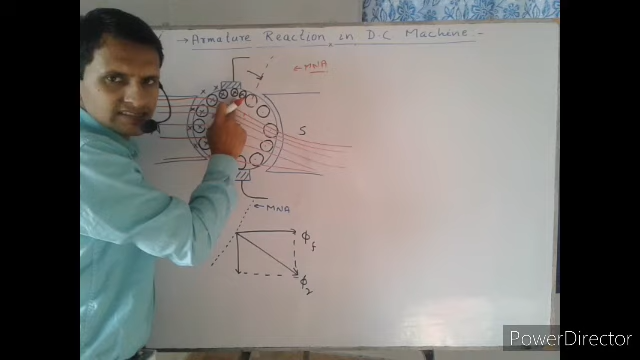 → Armature Reaction in D.C Machine -
← MNA
S
← MNA
ϕf
ϕr
PowerDirector